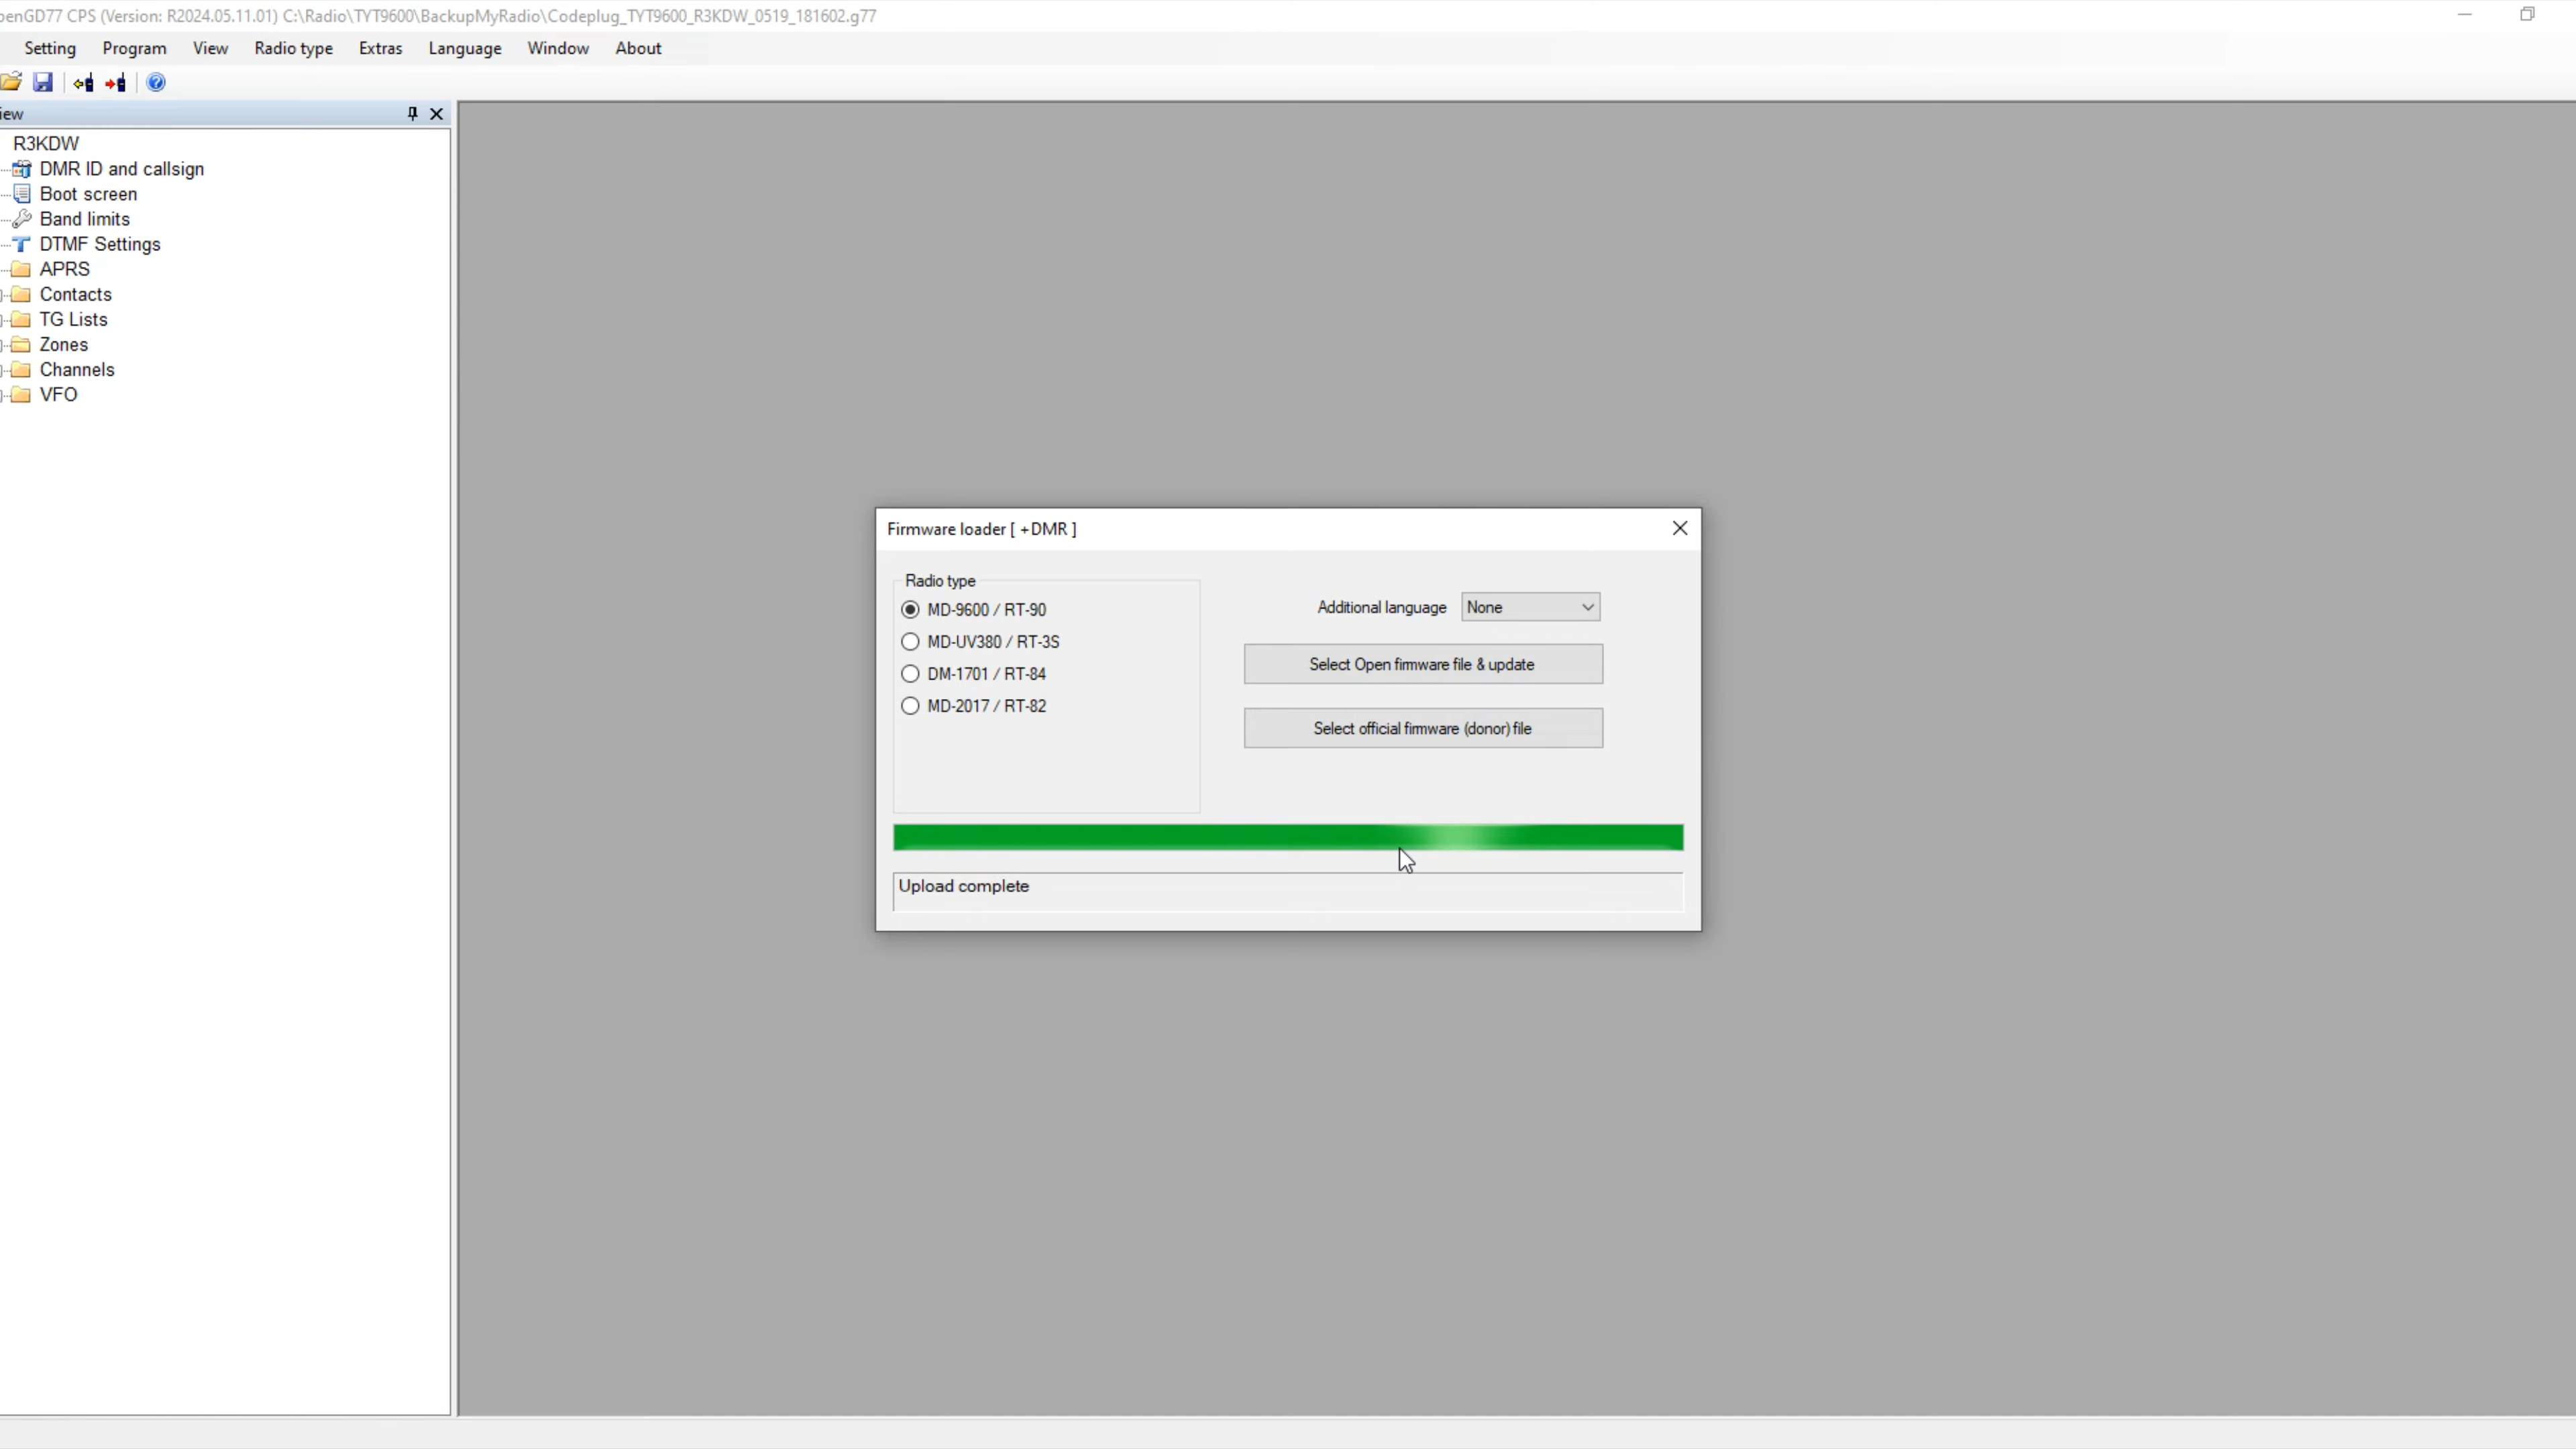 penGD77 CPS (Version: R2024.05.11.01) C:\Radio\TYT9600\BackupMyRadio\Codeplug_TYT9600_R3KDW_0519_181602.g77
Setting Program View Radio type Extras Language Window About
iew
R3KDW
DMR ID and callsign
Boot screen
Band limits
DTMF Settings
APRS
Contacts
TG Lists
Zones
Channels
VFO
Firmware loader [ +DMR ]
Radio type
MD-9600 / RT-90
MD-UV380 / RT-3S
DM-1701 / RT-84
MD-2017 / RT-82
Additional language None
Select Open firmware file & update
Select official firmware (donor) file
Upload complete